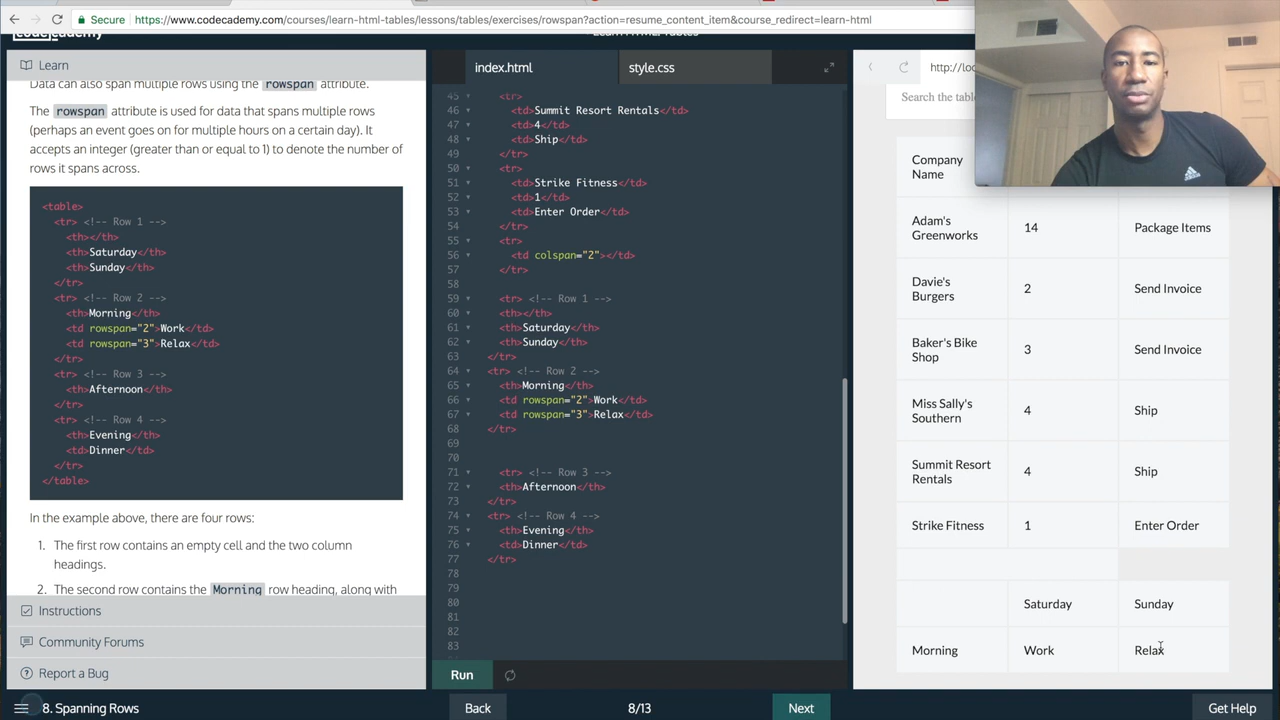 Secure https://www.codecademy.com/courses/learn-html-tables/lessons/tables/exercises/rowspan?action=resume_content_item&course_redirect=learn-html
Learn
Data can also span multiple rows using the rowspan attribute.
The rowspan attribute is used for data that spans multiple rows
(perhaps an event goes on for multiple hours on a certain day). It
accepts an integer (greater than or equal to 1) to denote the number of
rows it spans across.
<table>
<tr> <!-- Row 1 -->
<th></th>
<th>Saturday</th>
<th>Sunday</th>
</tr>
<tr> <!-- Row 2 -->
<th>Morning</th>
<td rowspan="2">Work</td>
<td rowspan="3">Relax</td>
</tr>
<tr> <!-- Row 3 -->
<th>Afternoon</th>
</tr>
<tr> <!-- Row 4 -->
<th>Evening</th>
<td>Dinner</td>
</tr>
</table>
In the example above, there are four rows:
1. The first row contains an empty cell and the two column
headings.
2. The second row contains the Morning row heading, along with
Instructions
Community Forums
Report a Bug
8. Spanning Rows
index.html style.css
45 <tr>
46 <td>Summit Resort Rentals</td>
47 <td>4</td>
48 <td>Ship</td>
49 </tr>
50 <tr>
51 <td>Strike Fitness</td>
52 <td>1</td>
53 <td>Enter Order</td>
54 </tr>
55 <tr>
56 <td colspan="2"></td>
57 </tr>
58
59 <tr> <!-- Row 1 -->
60 <th></th>
61 <th>Saturday</th>
62 <th>Sunday</th>
63 </tr>
64 <tr> <!-- Row 2 -->
65 <th>Morning</th>
66 <td rowspan="2">Work</td>
67 <td rowspan="3">Relax</td>
68 </tr>
69
70
71 <tr> <!-- Row 3 -->
72 <th>Afternoon</th>
73 </tr>
74 <tr> <!-- Row 4 -->
75 <th>Evening</th>
76 <td>Dinner</td>
77 </tr>
78
79
80
81
82
83
Run
Back 8/13 Next
http://loc
Search the table
Company
Name
Adam's
Greenworks 14 Package Items
Davie's
Burgers 2 Send Invoice
Baker's Bike
Shop 3 Send Invoice
Miss Sally's
Southern 4 Ship
Summit Resort
Rentals 4 Ship
Strike Fitness 1 Enter Order
Saturday Sunday
Morning Work Relax
Get Help